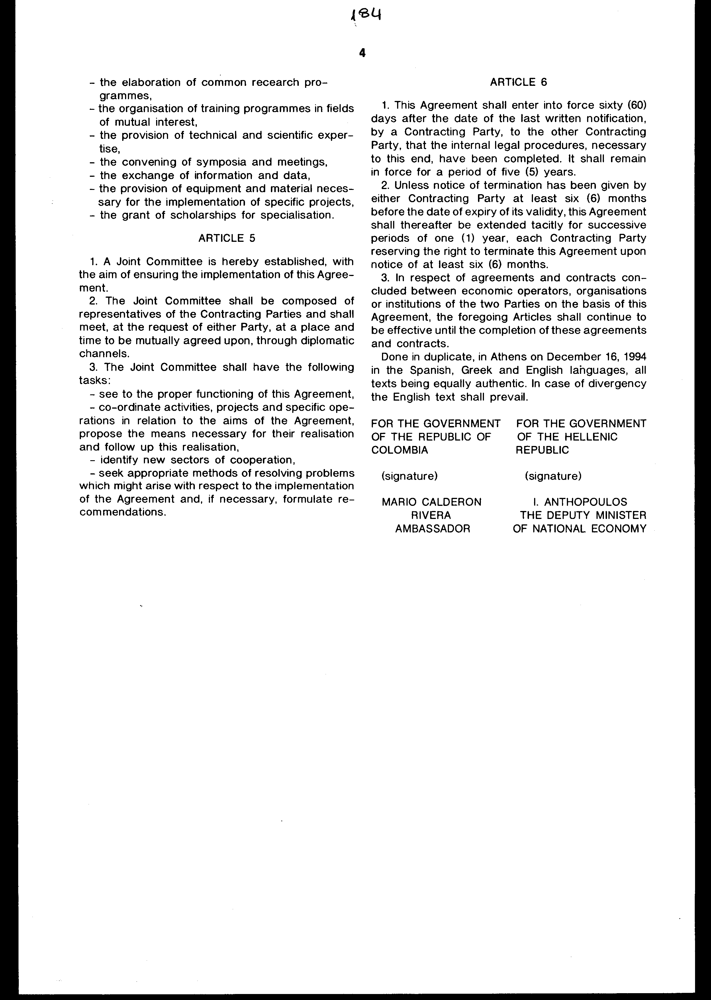 184
4
– the elaboration of common recearch pro-
grammes,
– the organisation of training programmes in fields
of mutual interest,
– the provision of technical and scientific exper-
tise,
– the convening of symposia and meetings,
– the exchange of information and data,
– the provision of equipment and material neces-
sary for the implementation of specific projects,
– the grant of scholarships for specialisation.
ARTICLE 5
1. A Joint Committee is hereby established, with
the aim of ensuring the implementation of this Agree-
ment.
2. The Joint Committee shall be composed of
representatives of the Contracting Parties and shall
meet, at the request of either Party, at a place and
time to be mutually agreed upon, through diplomatic
channels.
3. The Joint Committee shall have the following
tasks:
– see to the proper functioning of this Agreement,
– co-ordinate activities, projects and specific ope-
rations in relation to the aims of the Agreement,
propose the means necessary for their realisation
and follow up this realisation,
– identify new sectors of cooperation,
– seek appropriate methods of resolving problems
which might arise with respect to the implementation
of the Agreement and, if necessary, formulate re-
commendations.
ARTICLE 6
1. This Agreement shall enter into force sixty (60)
days after the date of the last written notification,
by a Contracting Party, to the other Contracting
Party, that the internal legal procedures, necessary
to this end, have been completed. It shall remain
in force for a period of five (5) years.
2. Unless notice of termination has been given by
either Contracting Party at least six (6) months
before the date of expiry of its validity, this Agreement
shall thereafter be extended tacitly for successive
periods of one (1) year, each Contracting Party
reserving the right to terminate this Agreement upon
notice of at least six (6) months.
3. In respect of agreements and contracts con-
cluded between economic operators, organisations
or institutions of the two Parties on the basis of this
Agreement, the foregoing Articles shall continue to
be effective until the completion of these agreements
and contracts.
Done in duplicate, in Athens on December 16, 1994
in the Spanish, Greek and English languages, all
texts being equally authentic. In case of divergency
the English text shall prevail.
FOR THE GOVERNMENT FOR THE GOVERNMENT
OF THE REPUBLIC OF OF THE HELLENIC
COLOMBIA REPUBLIC
(signature) (signature)
MARIO CALDERON I. ANTHOPOULOS
RIVERA THE DEPUTY MINISTER
AMBASSADOR OF NATIONAL ECONOMY